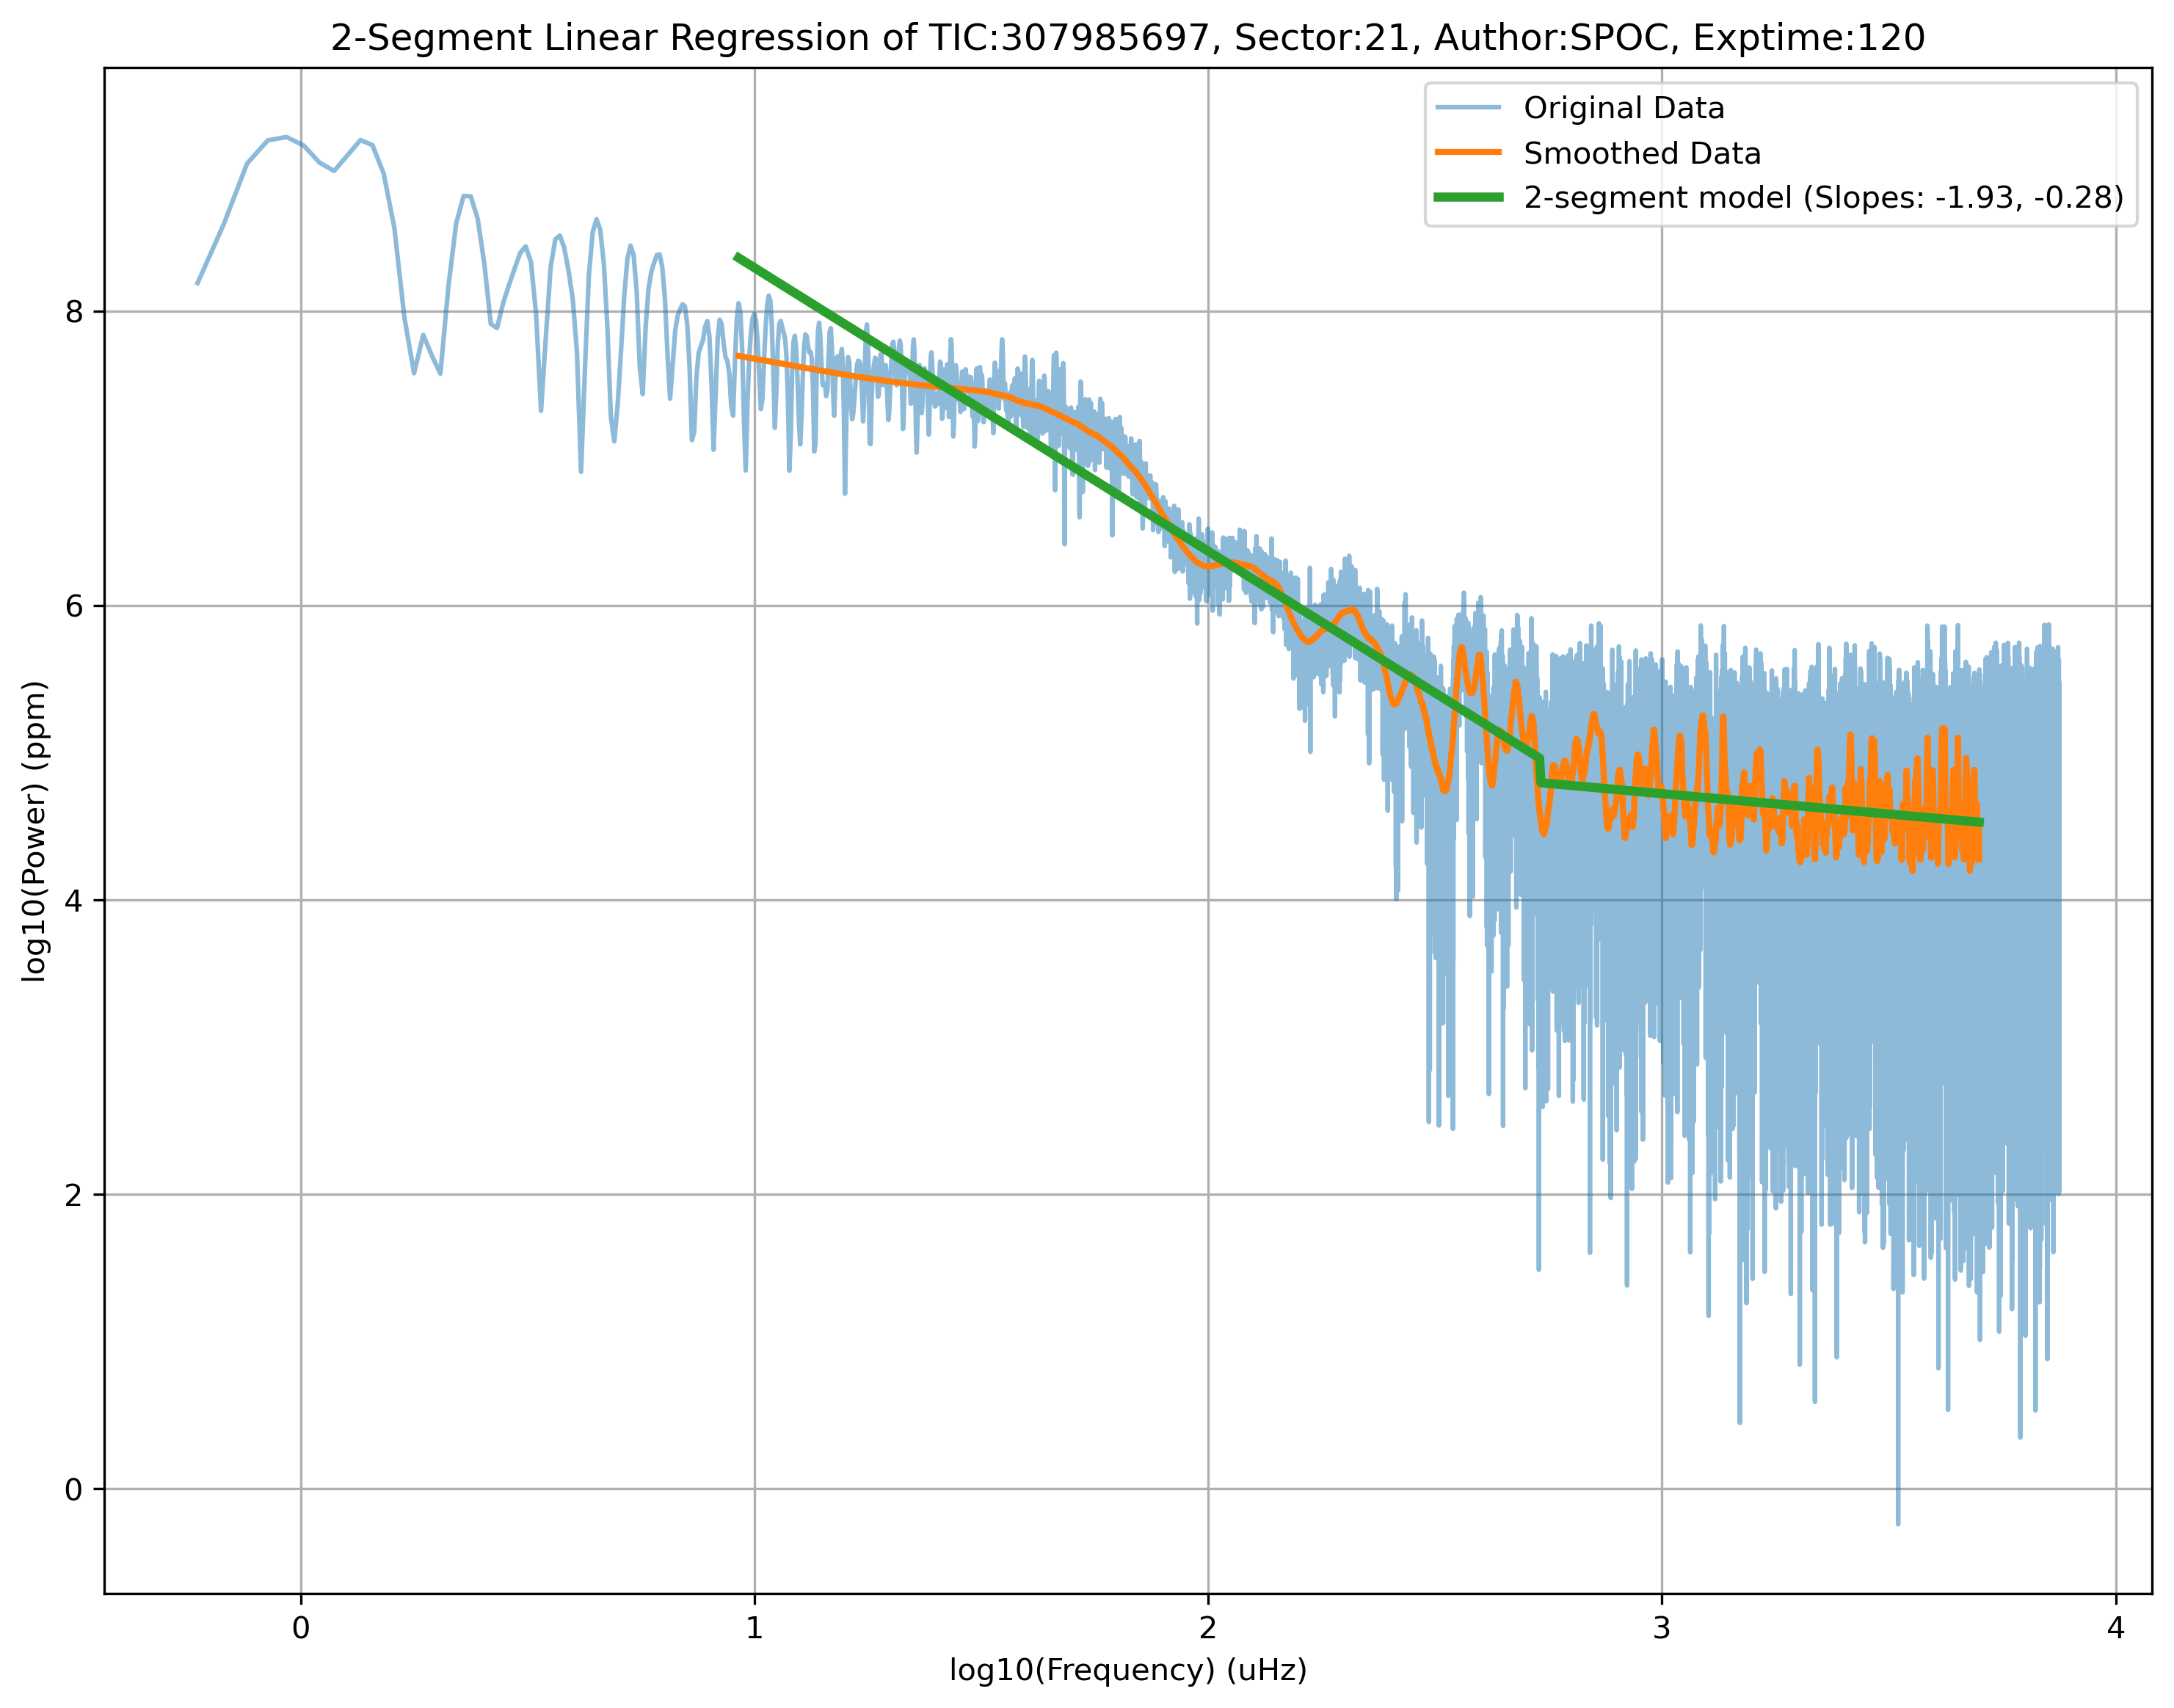 2-Segment Linear Regression of TIC:307985697, Sector:21, Author:SPOC, Exptime:120
Original Data
Smoothed Data
2-segment model (Slopes: -1.93, -0.28)
log10(Power) (ppm)
8
6
4
2
0
0 1 2 3 4
log10(Frequency) (uHz)